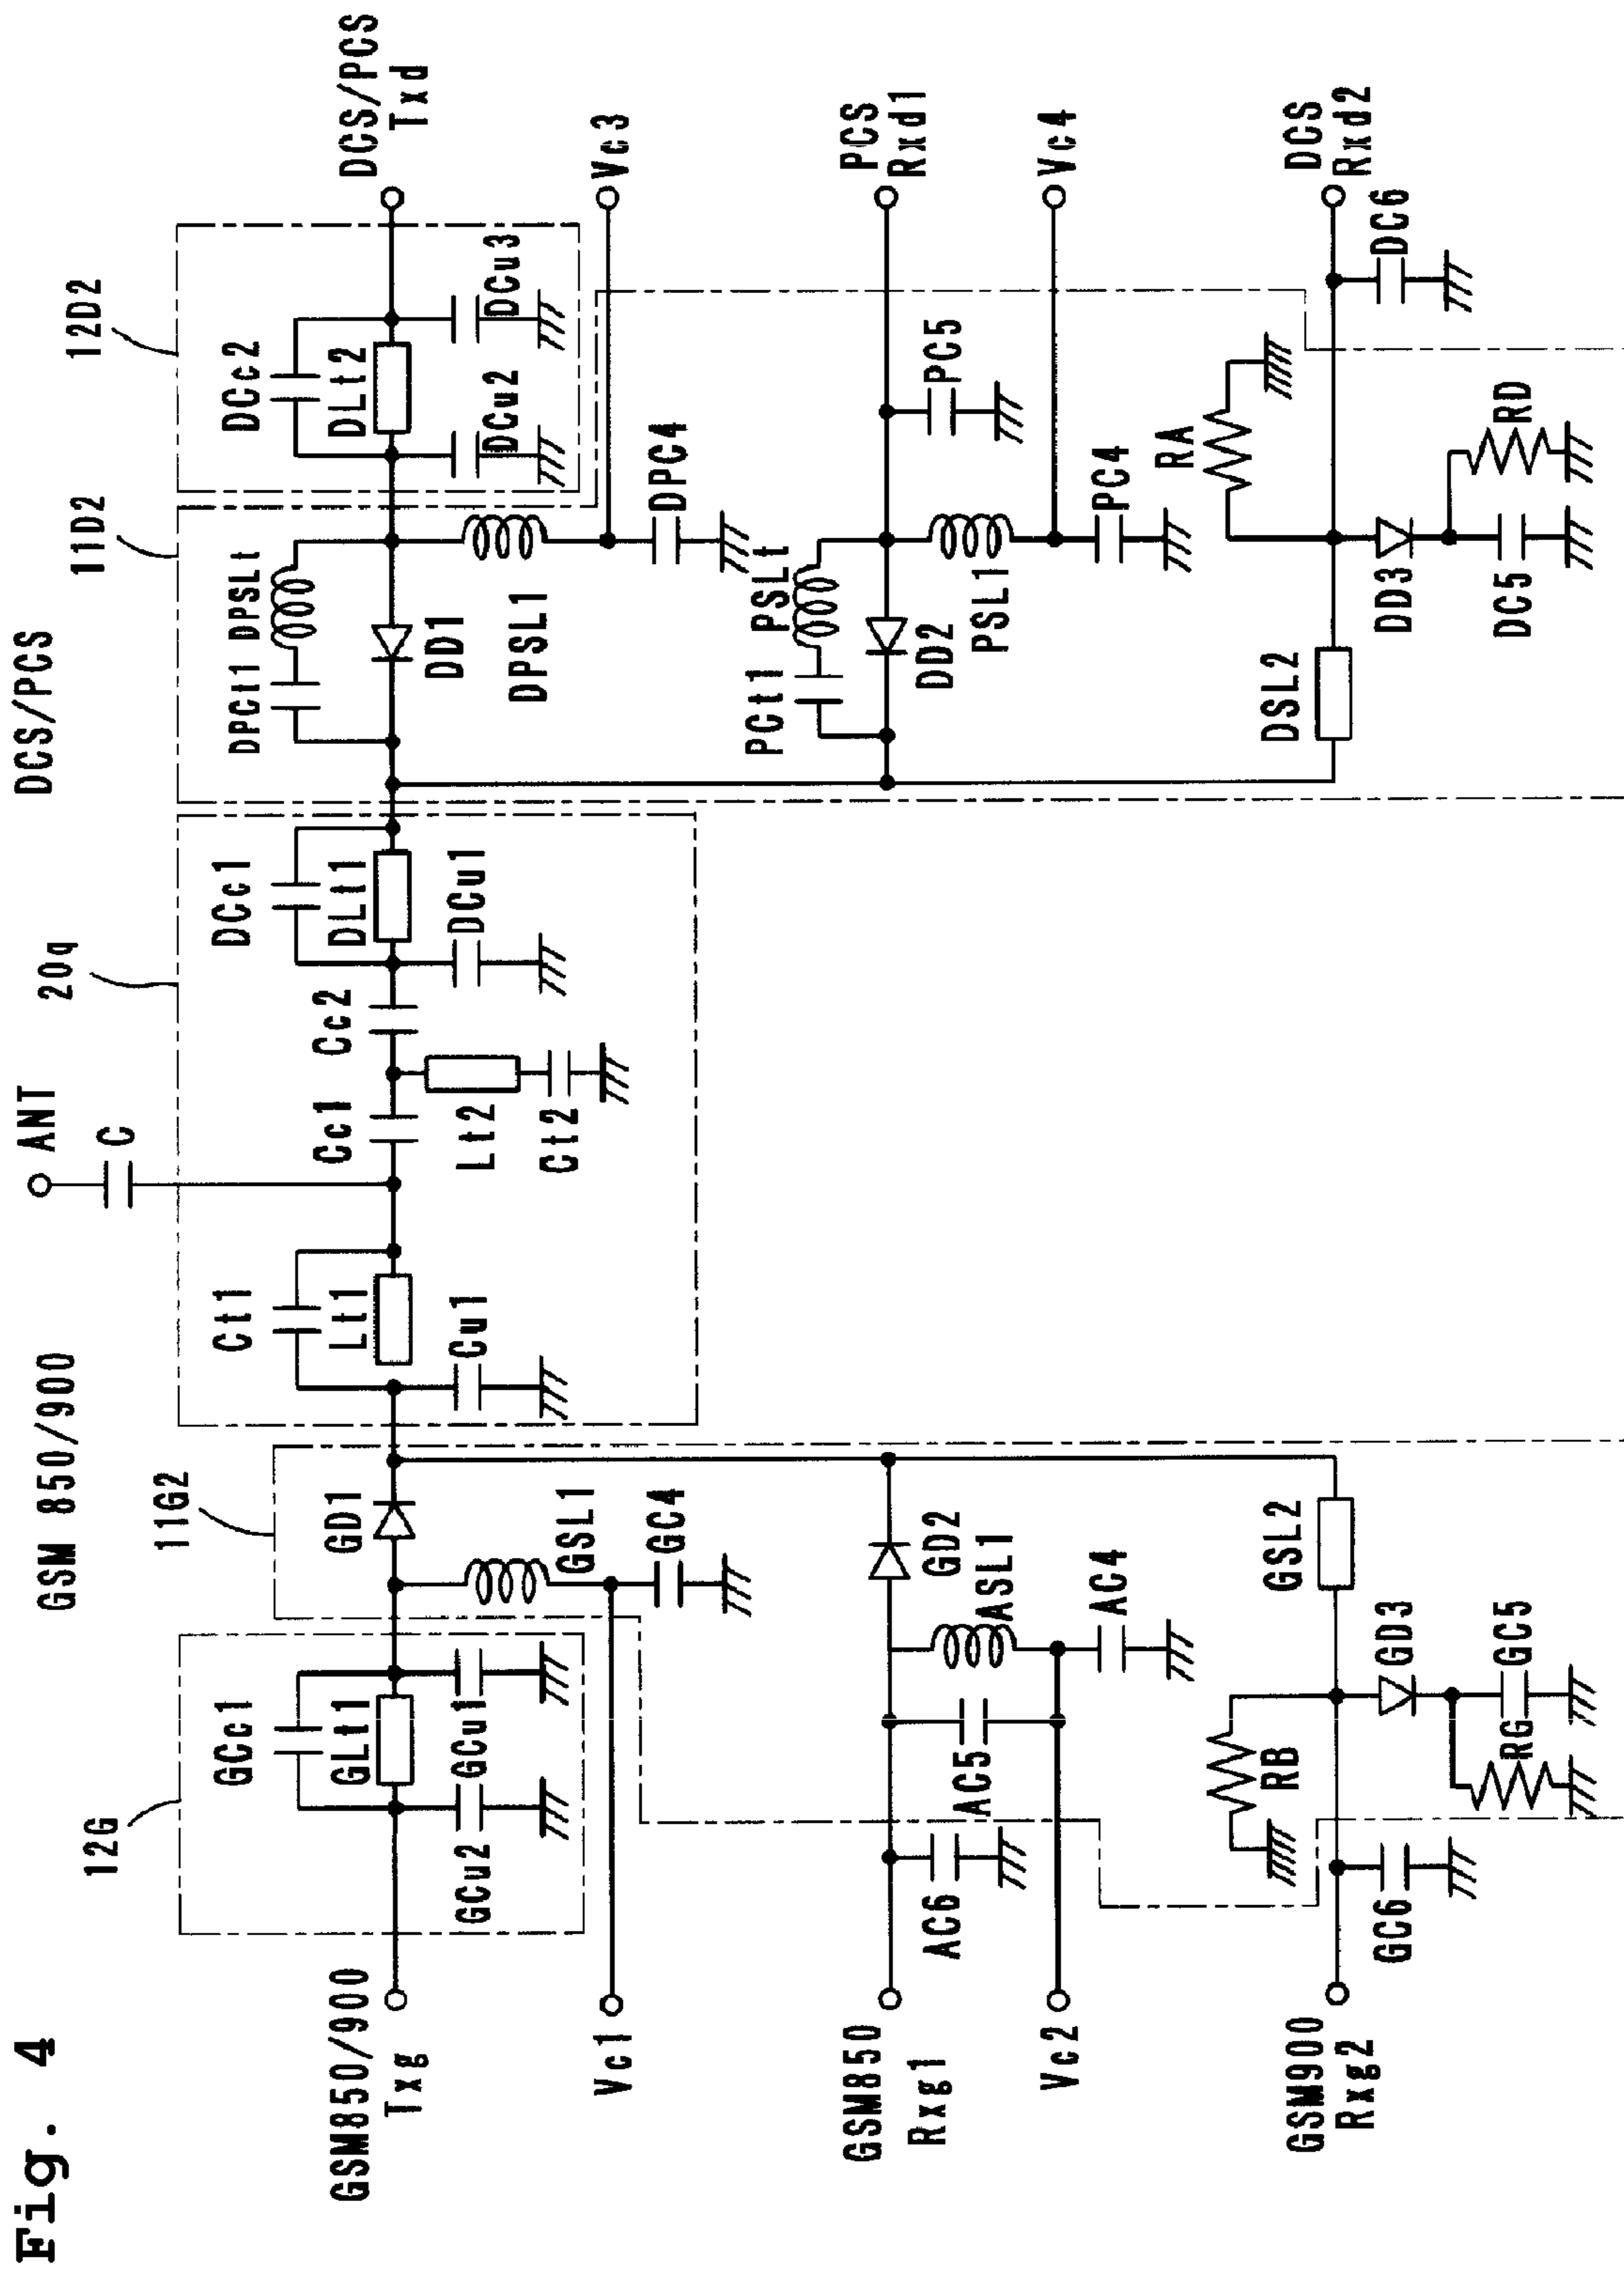 Fig. 4
GSM 850/900
DCS/PCS
ANT
C
12G
11G2
20q
11D2
12D2
GSM850/900
Txg
GCc1
GLt1
GCu2
GCu1
GD1
GSL1
GC4
Vc1
Ct1
Lt1
Cu1
Cc1
Cc2
Lt2
Ct2
DCc1
DLt1
DCu1
DPCt1
DPSLt
DD1
DPSL1
DPC4
DCc2
DLt2
DCu2
DCu3
DCS/PCS
Txd
Vc3
GSM850
Rxg1
AC6
AC5
GD2
ASL1
AC4
Vc2
PCt1
PSLt
DD2
PSL1
PC4
PC5
PCS
Rxd1
Vc4
GSM900
Rxg2
GC6
RB
RG
GD3
GC5
GSL2
DSL2
RA
DD3
DC5
RD
DC6
DCS
Rxd2